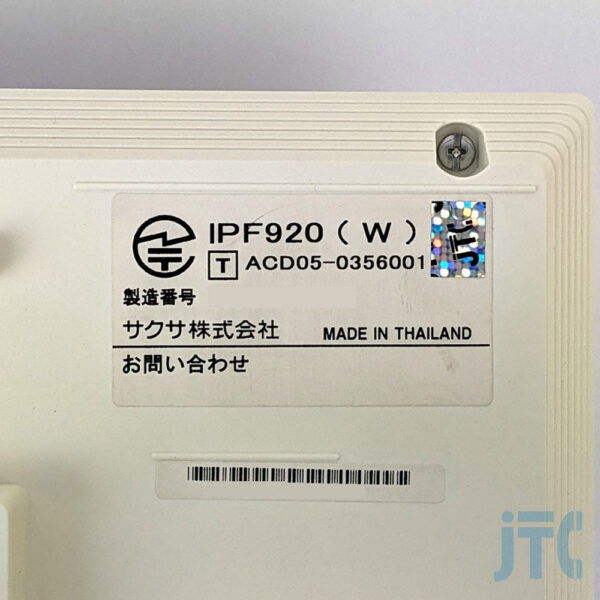 IPF920 ( W )
T ACD05-0356001
JTC
製造番号
サクサ株式会社 MADE IN THAILAND
お問い合わせ
JTC